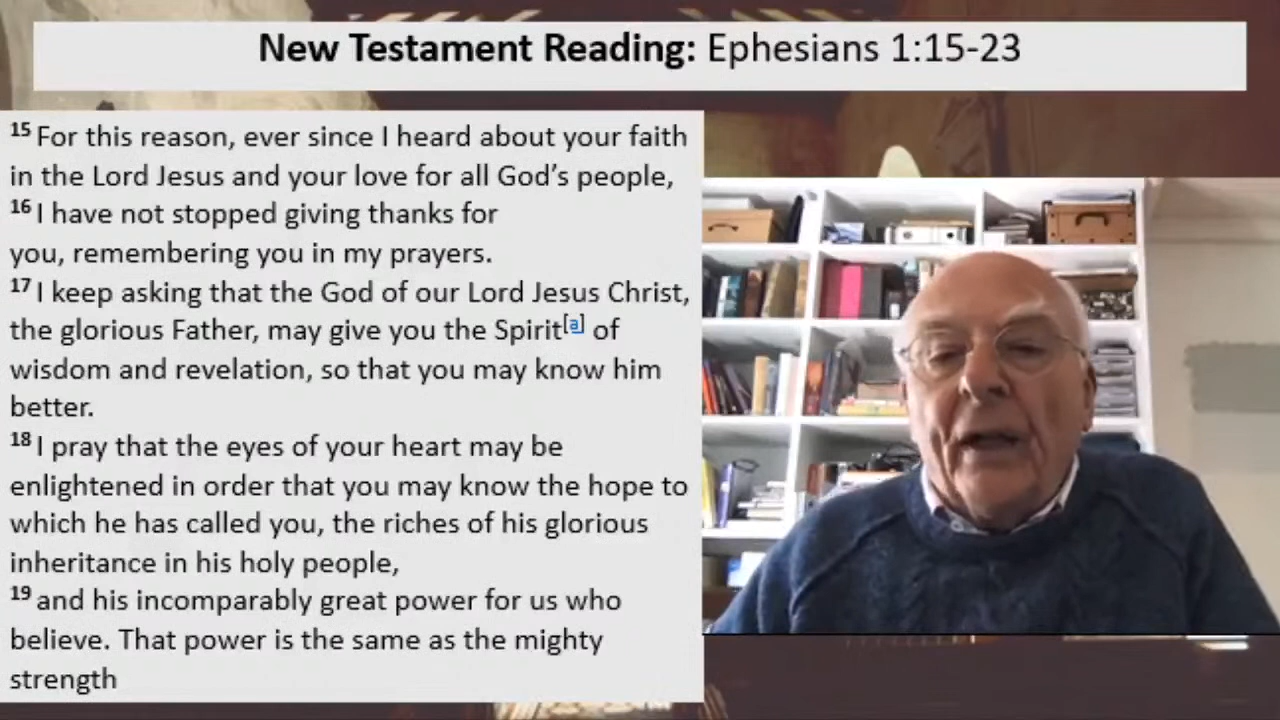 New Testament Reading: Ephesians 1:15-23
15 For this reason, ever since I heard about your faith
in the Lord Jesus and your love for all God’s people,
16 I have not stopped giving thanks for
you, remembering you in my prayers.
17 I keep asking that the God of our Lord Jesus Christ,
the glorious Father, may give you the Spirit[a] of
wisdom and revelation, so that you may know him
better.
18 I pray that the eyes of your heart may be
enlightened in order that you may know the hope to
which he has called you, the riches of his glorious
inheritance in his holy people,
19 and his incomparably great power for us who
believe. That power is the same as the mighty
strength